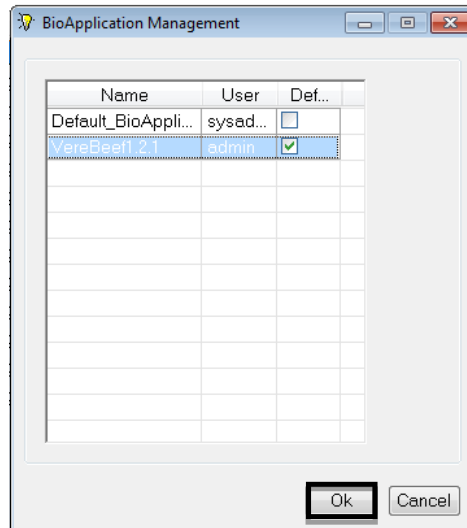 BioApplication Management
Name User Def...
Default_BioAppli... sysad...
VereBeef1.2.1 admin
Ok Cancel